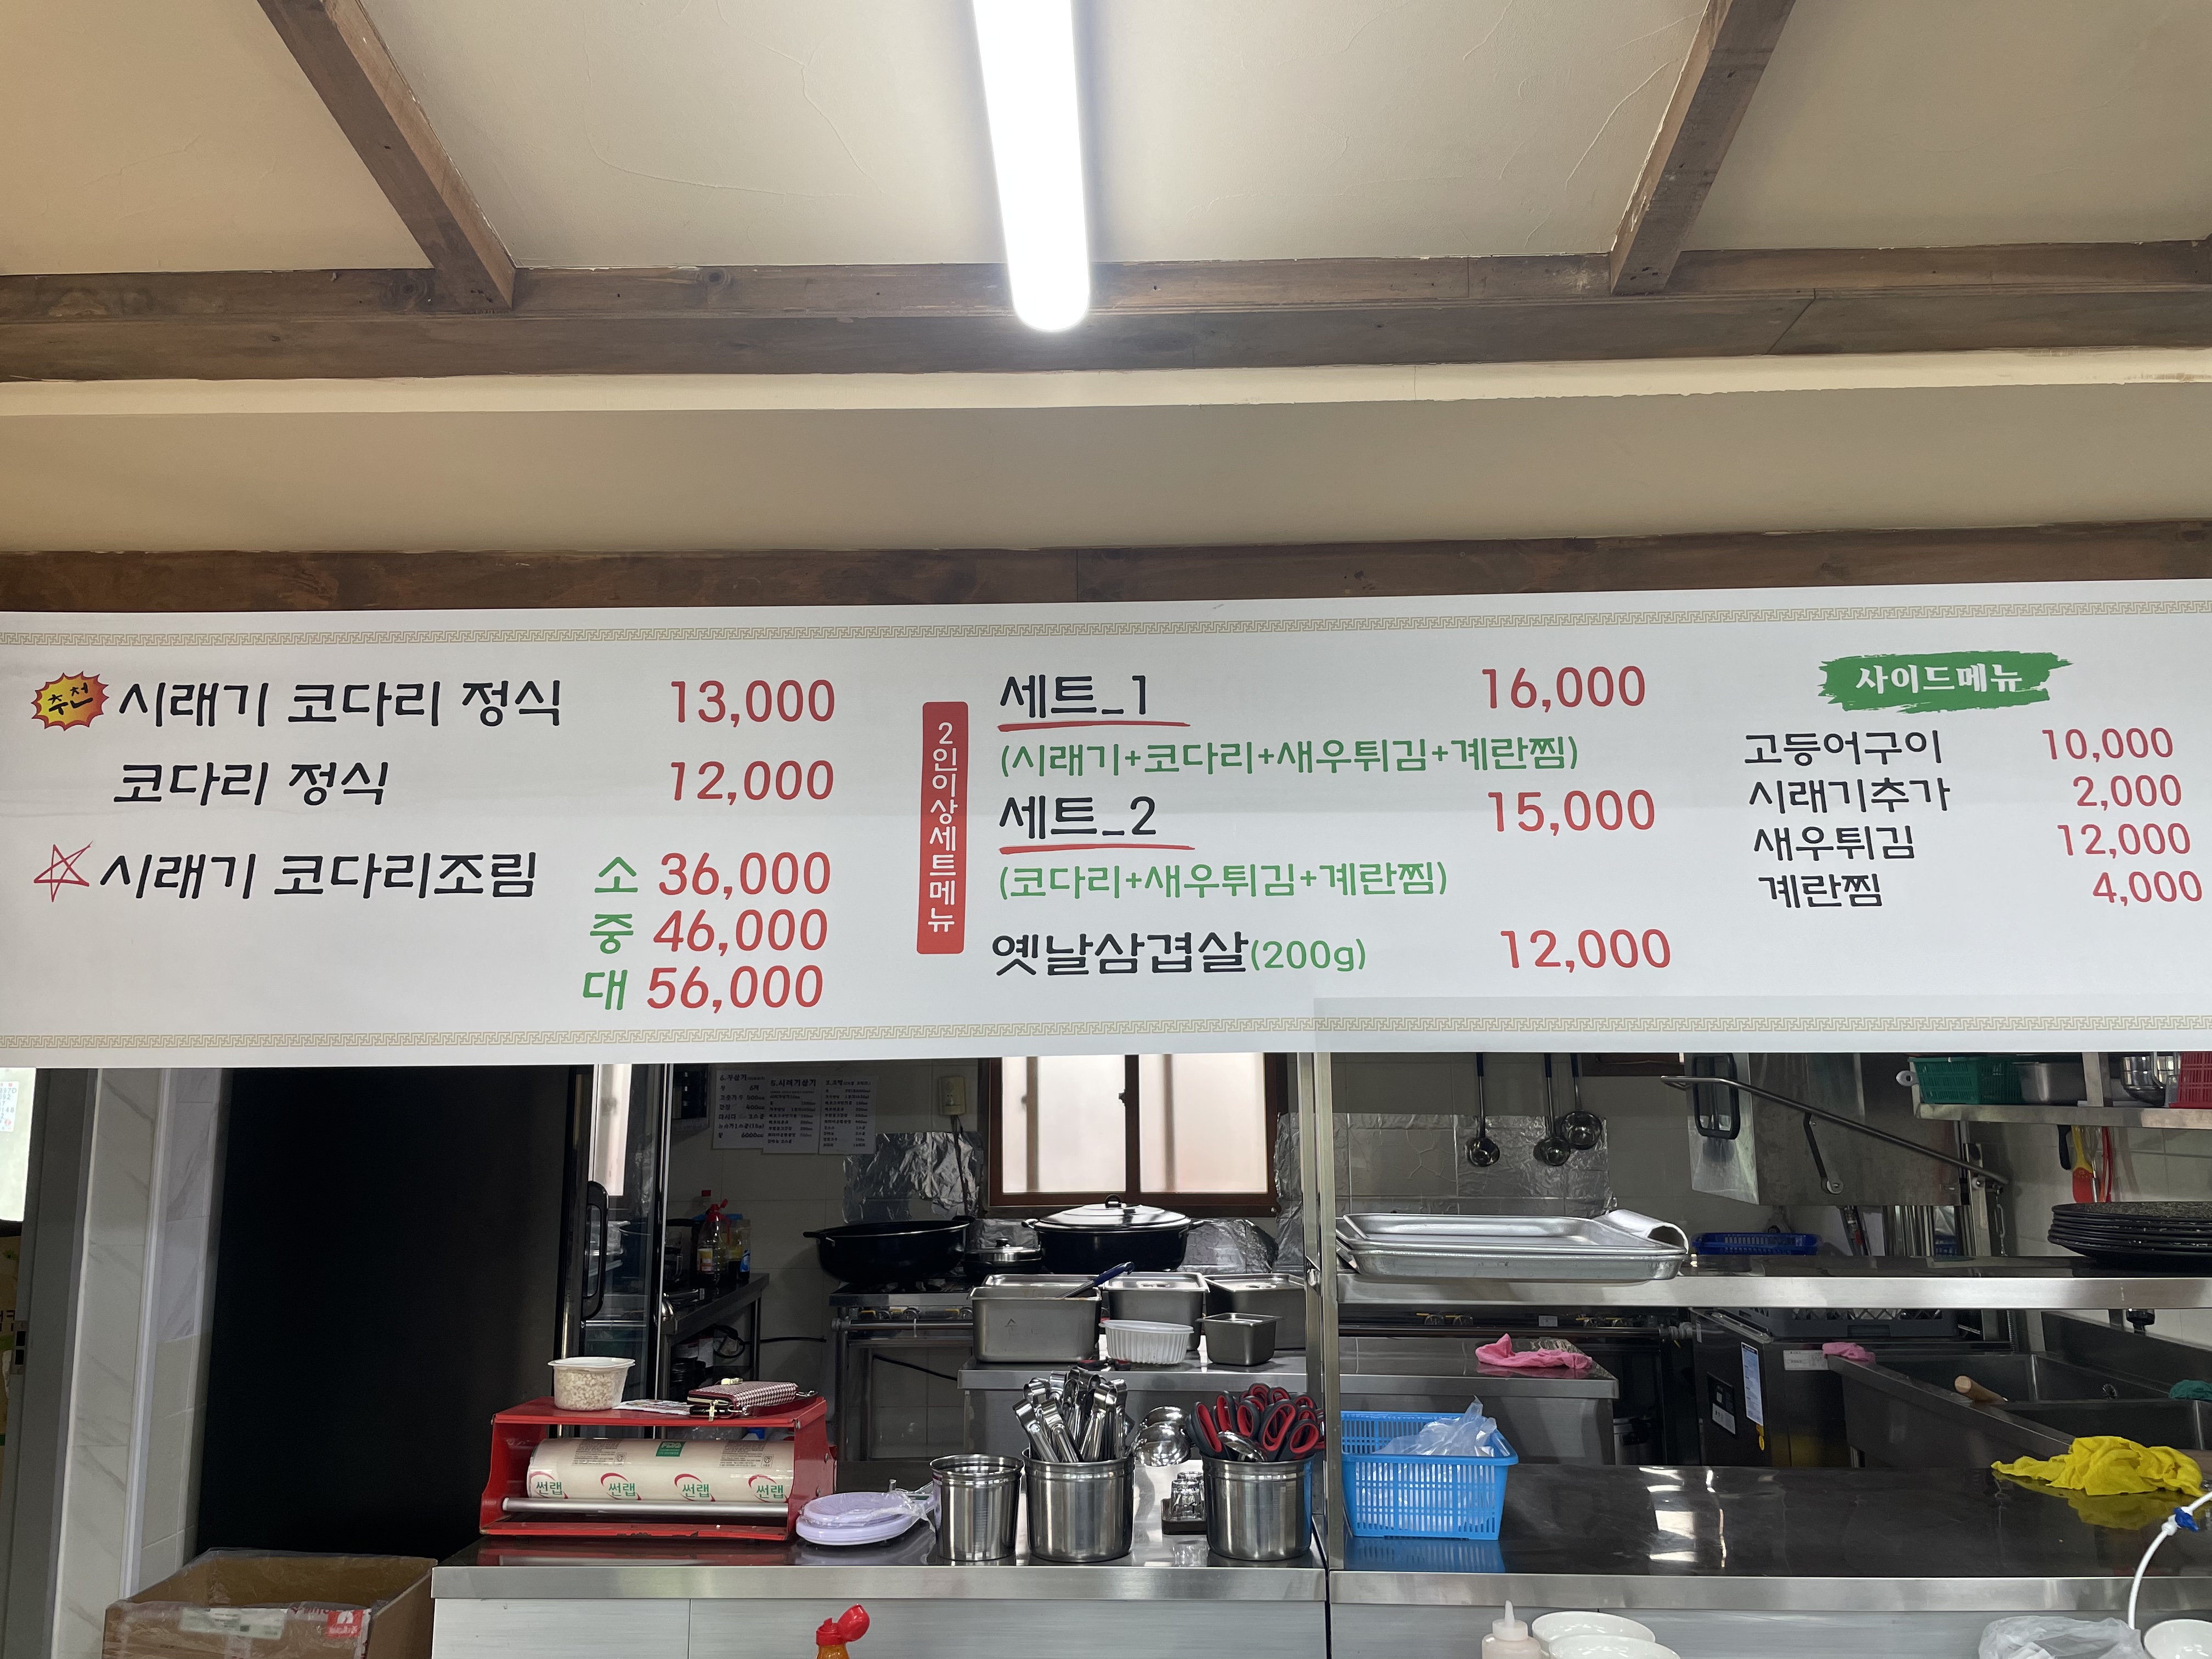 추천 시래기 코다리 정식 13,000
코다리 정식 12,000
시래기 코다리조림 소 36,000
중 46,000
대 56,000
2인이상세트메뉴
세트_1 16,000
(시래기+코다리+새우튀김+계란찜)
세트_2 15,000
(코다리+새우튀김+계란찜)
옛날삼겹살(200g) 12,000
사이드메뉴
고등어구이 10,000
시래기추가 2,000
새우튀김 12,000
계란찜 4,000
썬랩 썬랩 썬랩 썬랩